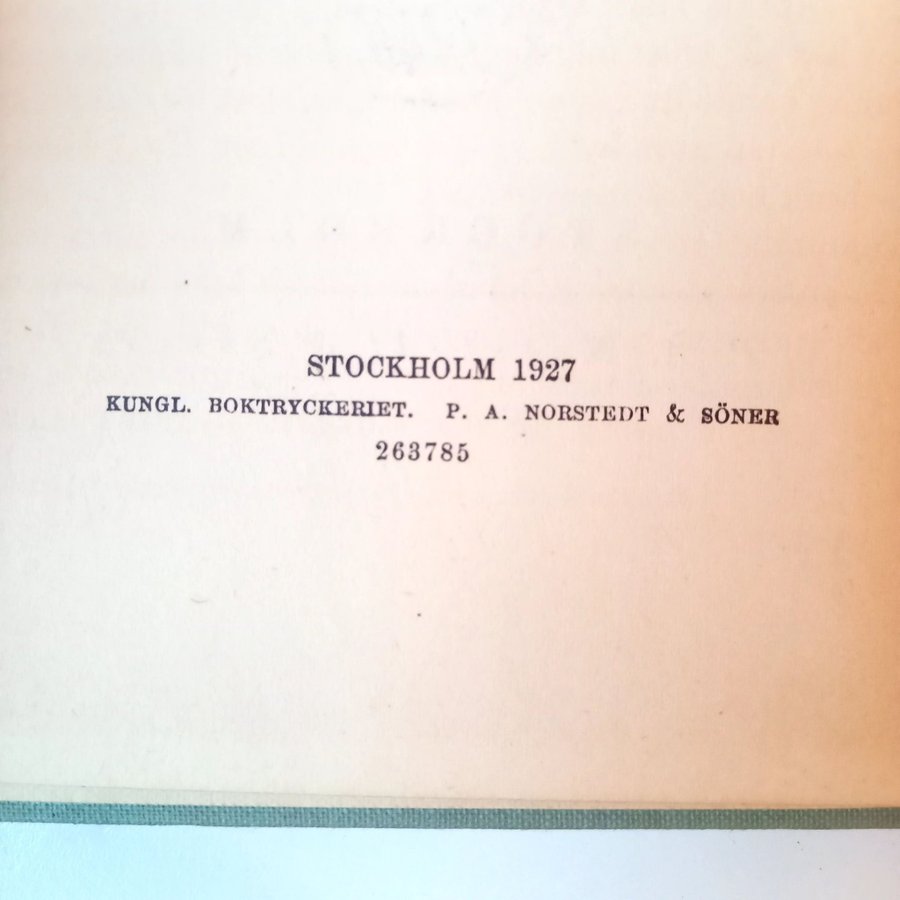 STOCKHOLM 1927
KUNGL. BOKTRYCKERIET. P. A. NORSTEDT & SÖNER
263785